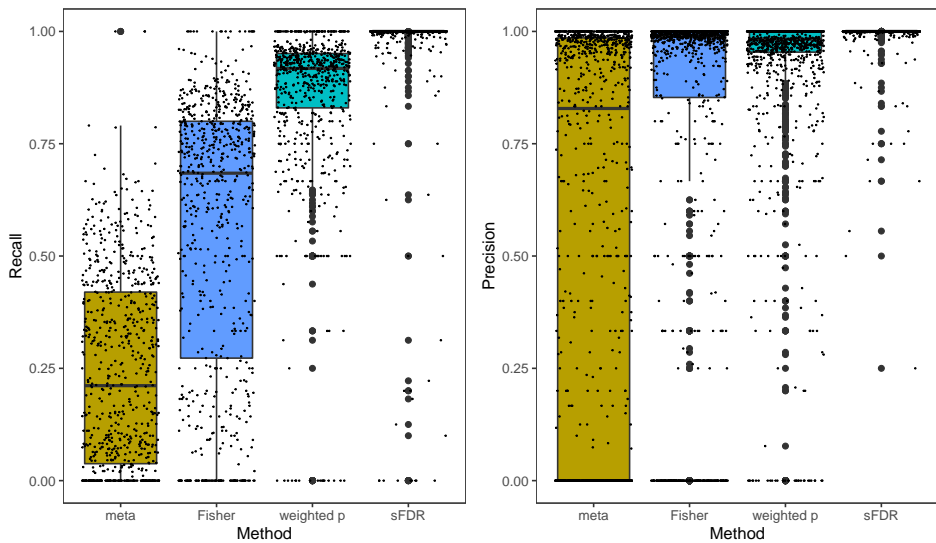 Recall
1.00
0.75
0.50
0.25
0.00
meta Fisher weighted p sFDR
Method
Precision
1.00
0.75
0.50
0.25
0.00
meta Fisher weighted p sFDR
Method